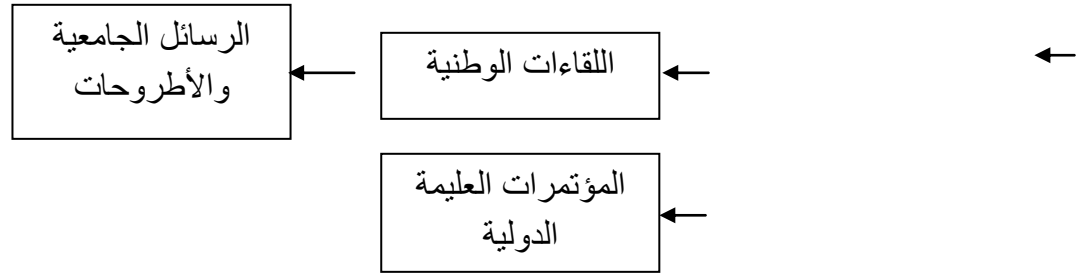 اللقاءات الوطنية
الرسائل الجامعية
والأطروحات
المؤتمرات العليمة
الدولية